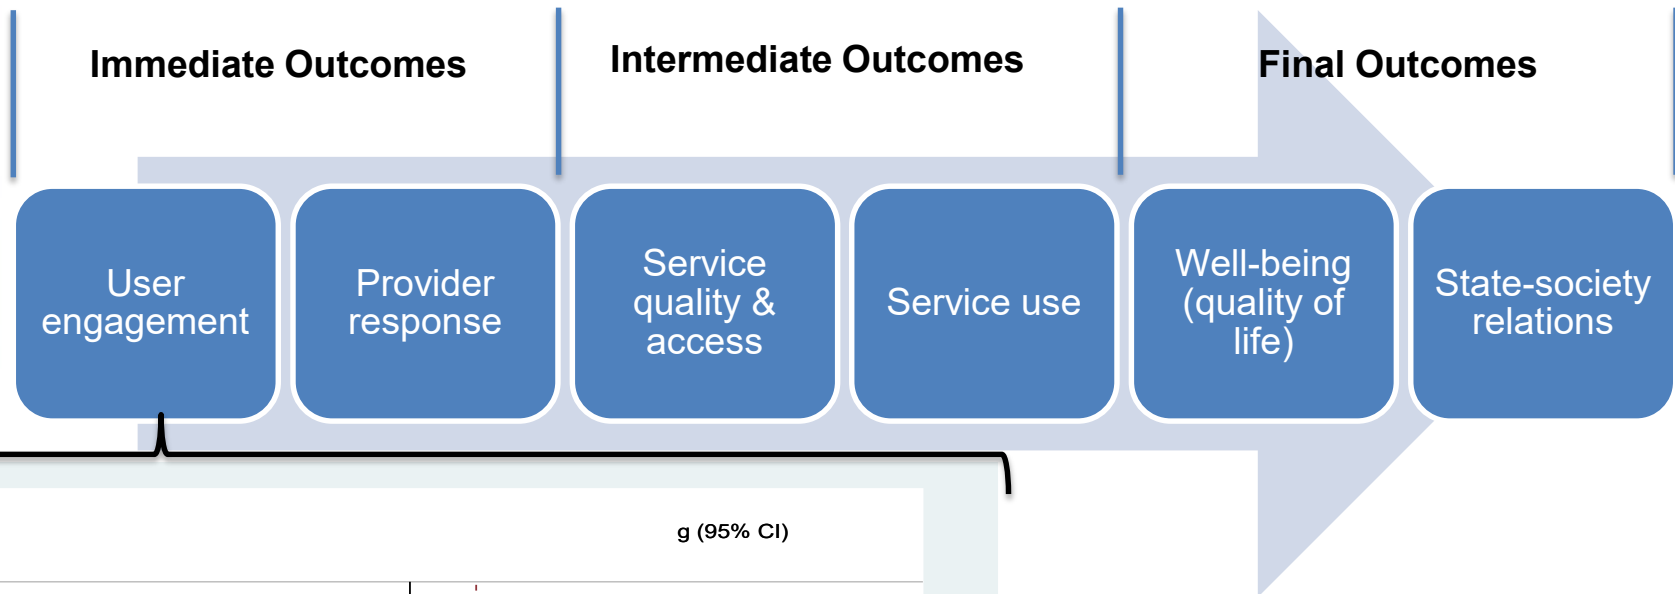 Immediate Outcomes
Intermediate Outcomes
Final Outcomes
User
engagement
Provider
response
Service
quality &
access
Service use
Well-being
(quality of
life)
State-society
relations
g (95% CI)